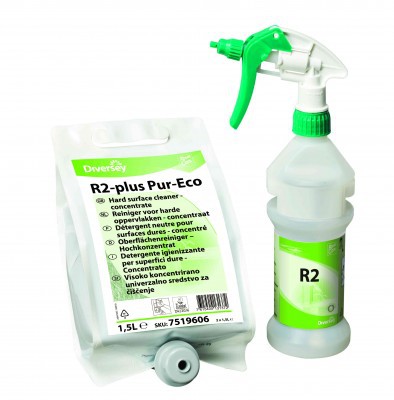 Diversey
R2-plus Pur-Eco
Hard surface cleaner -
concentrate
Reiniger voor harde
oppervlakken - concentraat
Détergent neutre pour
surfaces dures - concentré
Oberflächenreiniger –
Hochkonzentrat
Detergente igienizzante
per superfici dure -
Concentrato
Visoko koncentrirano
univerzalno sredstvo za
čišćenje
1,5L e SKU: 7519606
R2
Diversey